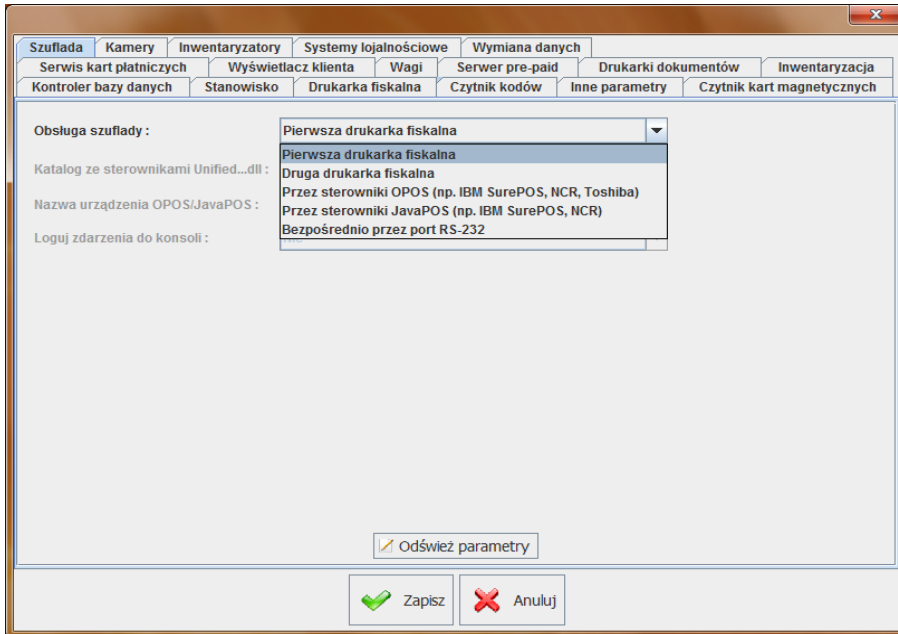 Szuflada Kamery Inwentaryzatory Systemy lojalnościowe Wymiana danych
Serwis kart płatniczych Wyświetlacz klienta Wagi Serwer pre-paid Drukarki dokumentów Inwentaryzacja
Kontroler bazy danych Stanowisko Drukarka fiskalna Czytnik kodów Inne parametry Czytnik kart magnetycznych
Obsługa szuflady : Pierwsza drukarka fiskalna
Pierwsza drukarka fiskalna
Katalog ze sterownikami Unified...dll : Druga drukarka fiskalna
Przez sterowniki OPOS (np. IBM SurePOS, NCR, Toshiba)
Nazwa urządzenia OPOS/JavaPOS : Przez sterowniki JavaPOS (np. IBM SurePOS, NCR)
Bezpośrednio przez port RS-232
Loguj zdarzenia do konsoli :
Odśwież parametry
Zapisz Anuluj